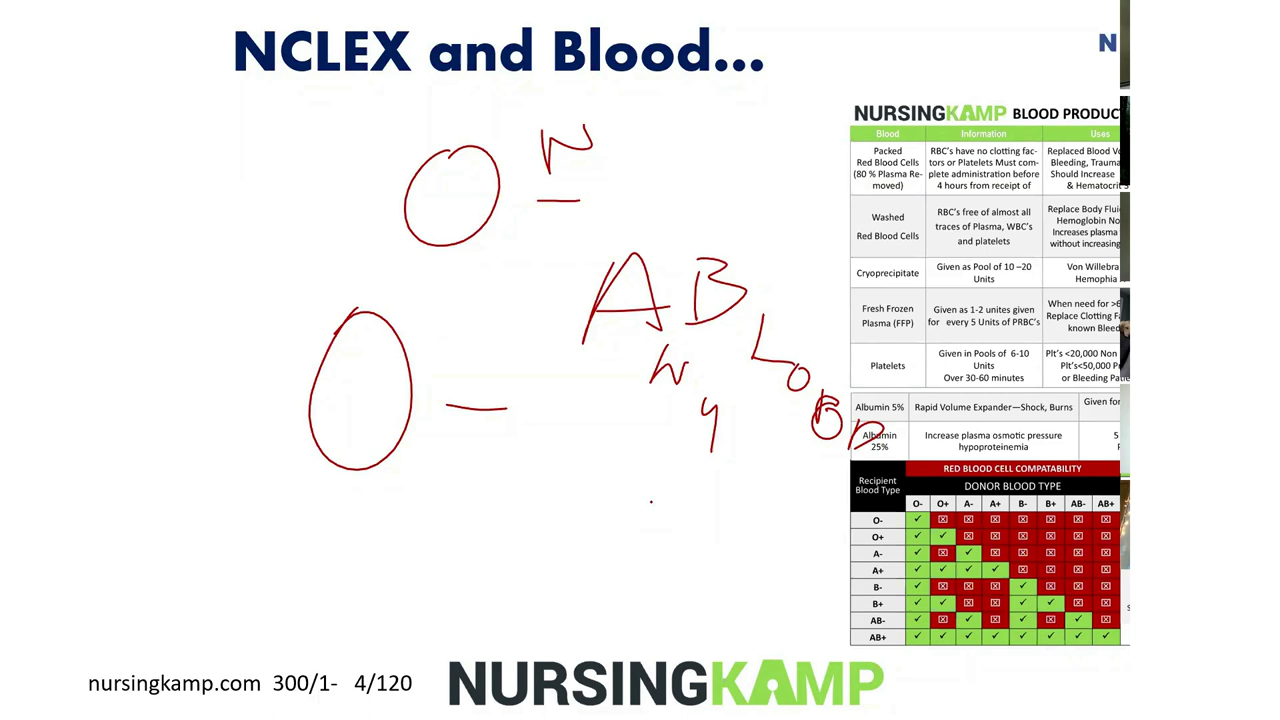 NCLEX and Blood...
N
O N
—
A B
O —
NURSINGKAMP BLOOD PRODUCT
Blood Information Uses
Packed Red Blood Cells (80 % Plasma Re-moved)
RBC's have no clotting fac-
tors or Platelets Must com-
plete administration before
4 hours from receipt of
Replaced Blood Vo
Bleeding, Trauma
Should Increase
& Hematocrit 3
Washed
Red Blood Cells
RBC's free of almost all
traces of Plasma, WBC's
and platelets
Replace Body Flui
Hemoglobin No
Increases plasma
without increasing
Cryoprecipitate
Given as Pool of 10 –20
Units
Von Willebra
Hemophia
Fresh Frozen
Plasma (FFP)
Given as 1-2 unites given
for every 5 Units of PRBC's
When need for >6
Replace Clotting Fa
known Bleed
Platelets
Given in Pools of 6-10
Units
Over 30-60 minutes
Plt's <20,000 Non
Plt's<50,000 Pr
or Bleeding Patie
Albumin 5%
Rapid Volume Expander—Shock, Burns
Given for
Albumin
25%
Increase plasma osmotic pressure
hypoproteinemia
5
P
Recipient
Blood Type
RED BLOOD CELL COMPATABILITY
DONOR BLOOD TYPE
O- O+ A- A+ B- B+ AB- AB+
O- ✓ ☒ ☒ ☒ ☒ ☒ ☒ ☒
O+ ✓ ✓ ☒ ☒ ☒ ☒ ☒ ☒
A- ✓ ☒ ✓ ☒ ☒ ☒ ☒ ☒
A+ ✓ ✓ ✓ ✓ ☒ ☒ ☒ ☒
B- ✓ ☒ ☒ ☒ ✓ ☒ ☒ ☒
B+ ✓ ✓ ☒ ☒ ✓ ✓ ☒ ☒
AB- ✓ ☒ ✓ ☒ ✓ ☒ ✓ ☒
AB+ ✓ ✓ ✓ ✓ ✓ ✓ ✓ ✓
nursingkamp.com 300/1- 4/120
NURSINGKAMP